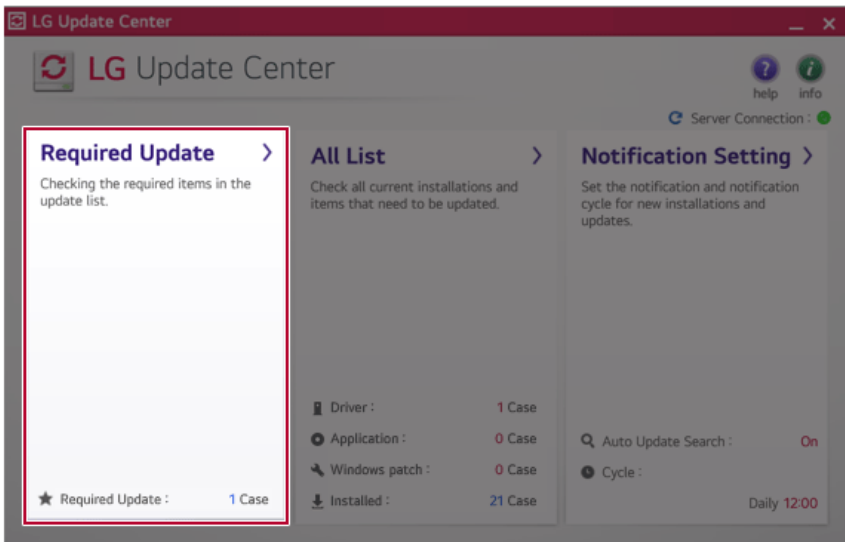 LG Update Center
LG Update Center
help
info
Server Connection :
Required Update
Checking the required items in the
update list.
Required Update :
1 Case
All List
Check all current installations and
items that need to be updated.
Driver :
1 Case
Application :
0 Case
Windows patch :
0 Case
Installed :
21 Case
Notification Setting
Set the notification and notification
cycle for new installations and
updates.
Auto Update Search :
On
Cycle :
Daily 12:00